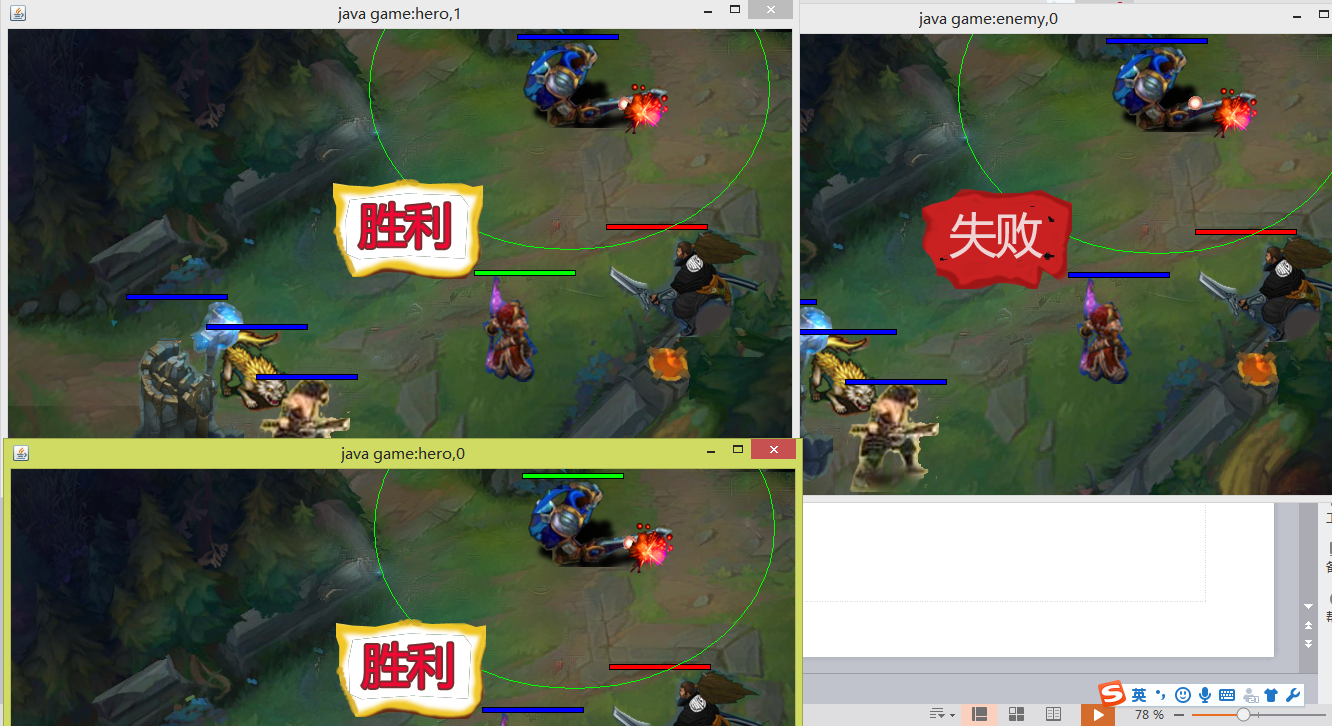 java game:hero,1
胜利
java game:enemy,0
失败
java game:hero,0
胜利
英
78 %